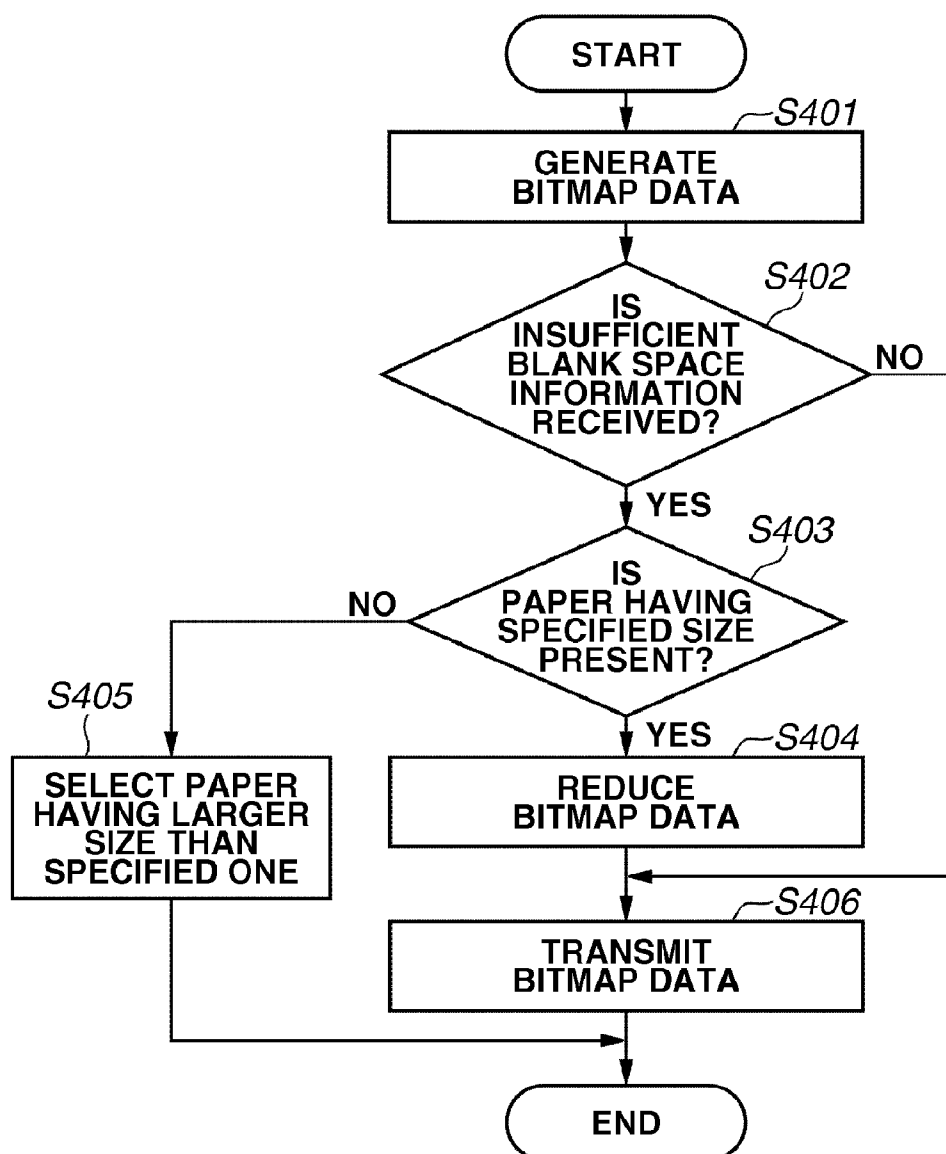 START
S401
GENERATE
BITMAP DATA
S402
IS
INSUFFICIENT
BLANK SPACE
INFORMATION
RECEIVED?
NO
YES
S403
IS
PAPER HAVING
SPECIFIED SIZE
PRESENT?
NO
YES
S405
SELECT PAPER
HAVING LARGER
SIZE THAN
SPECIFIED ONE
S404
REDUCE
BITMAP DATA
S406
TRANSMIT
BITMAP DATA
END